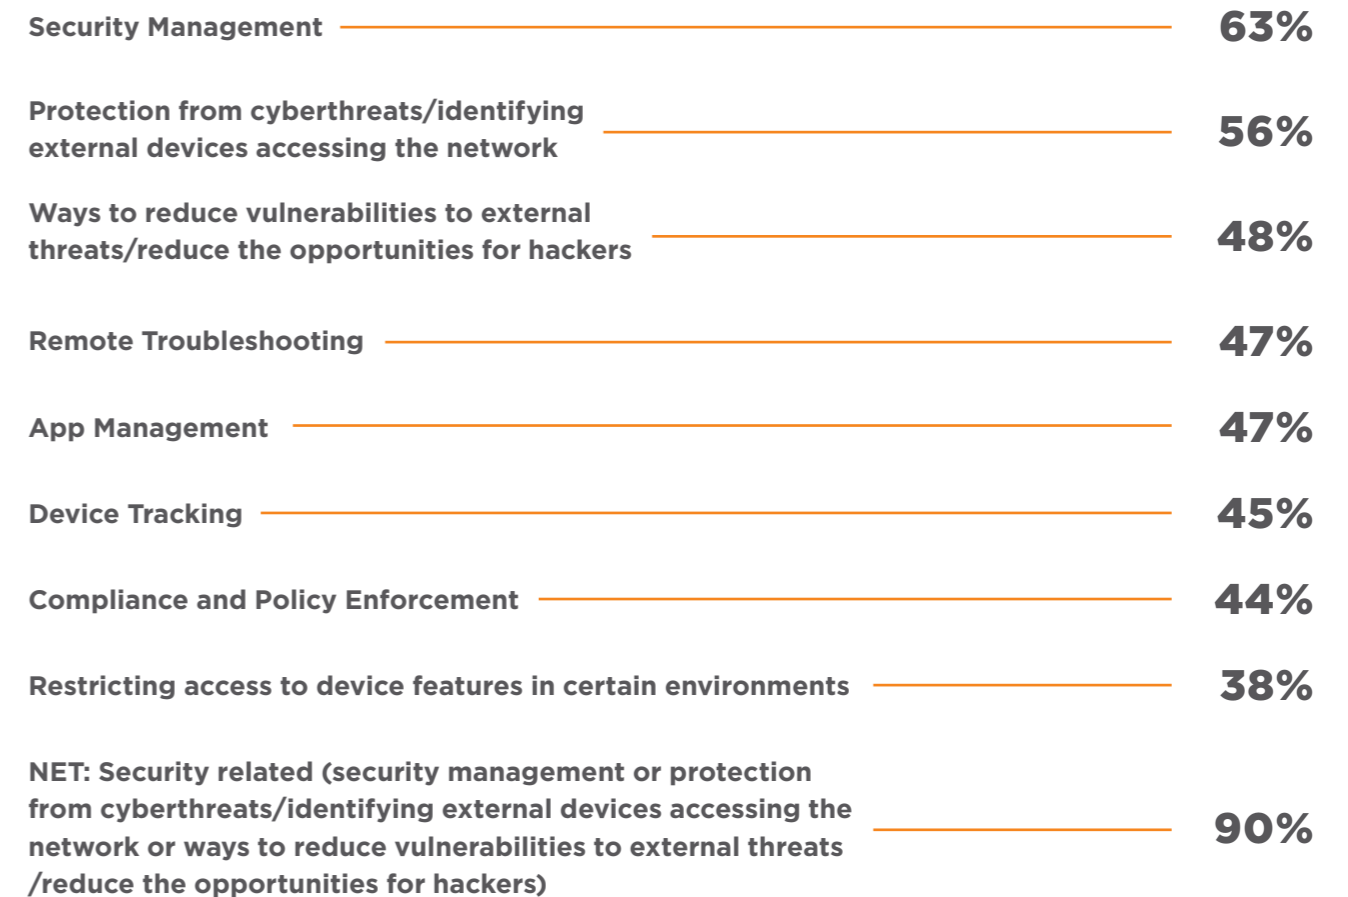 Security Management 63%
Protection from cyberthreats/identifying
external devices accessing the network 56%
Ways to reduce vulnerabilities to external
threats/reduce the opportunities for hackers 48%
Remote Troubleshooting 47%
App Management 47%
Device Tracking 45%
Compliance and Policy Enforcement 44%
Restricting access to device features in certain environments 38%
NET: Security related (security management or protection
from cyberthreats/identifying external devices accessing the
network or ways to reduce vulnerabilities to external threats
/reduce the opportunities for hackers) 90%